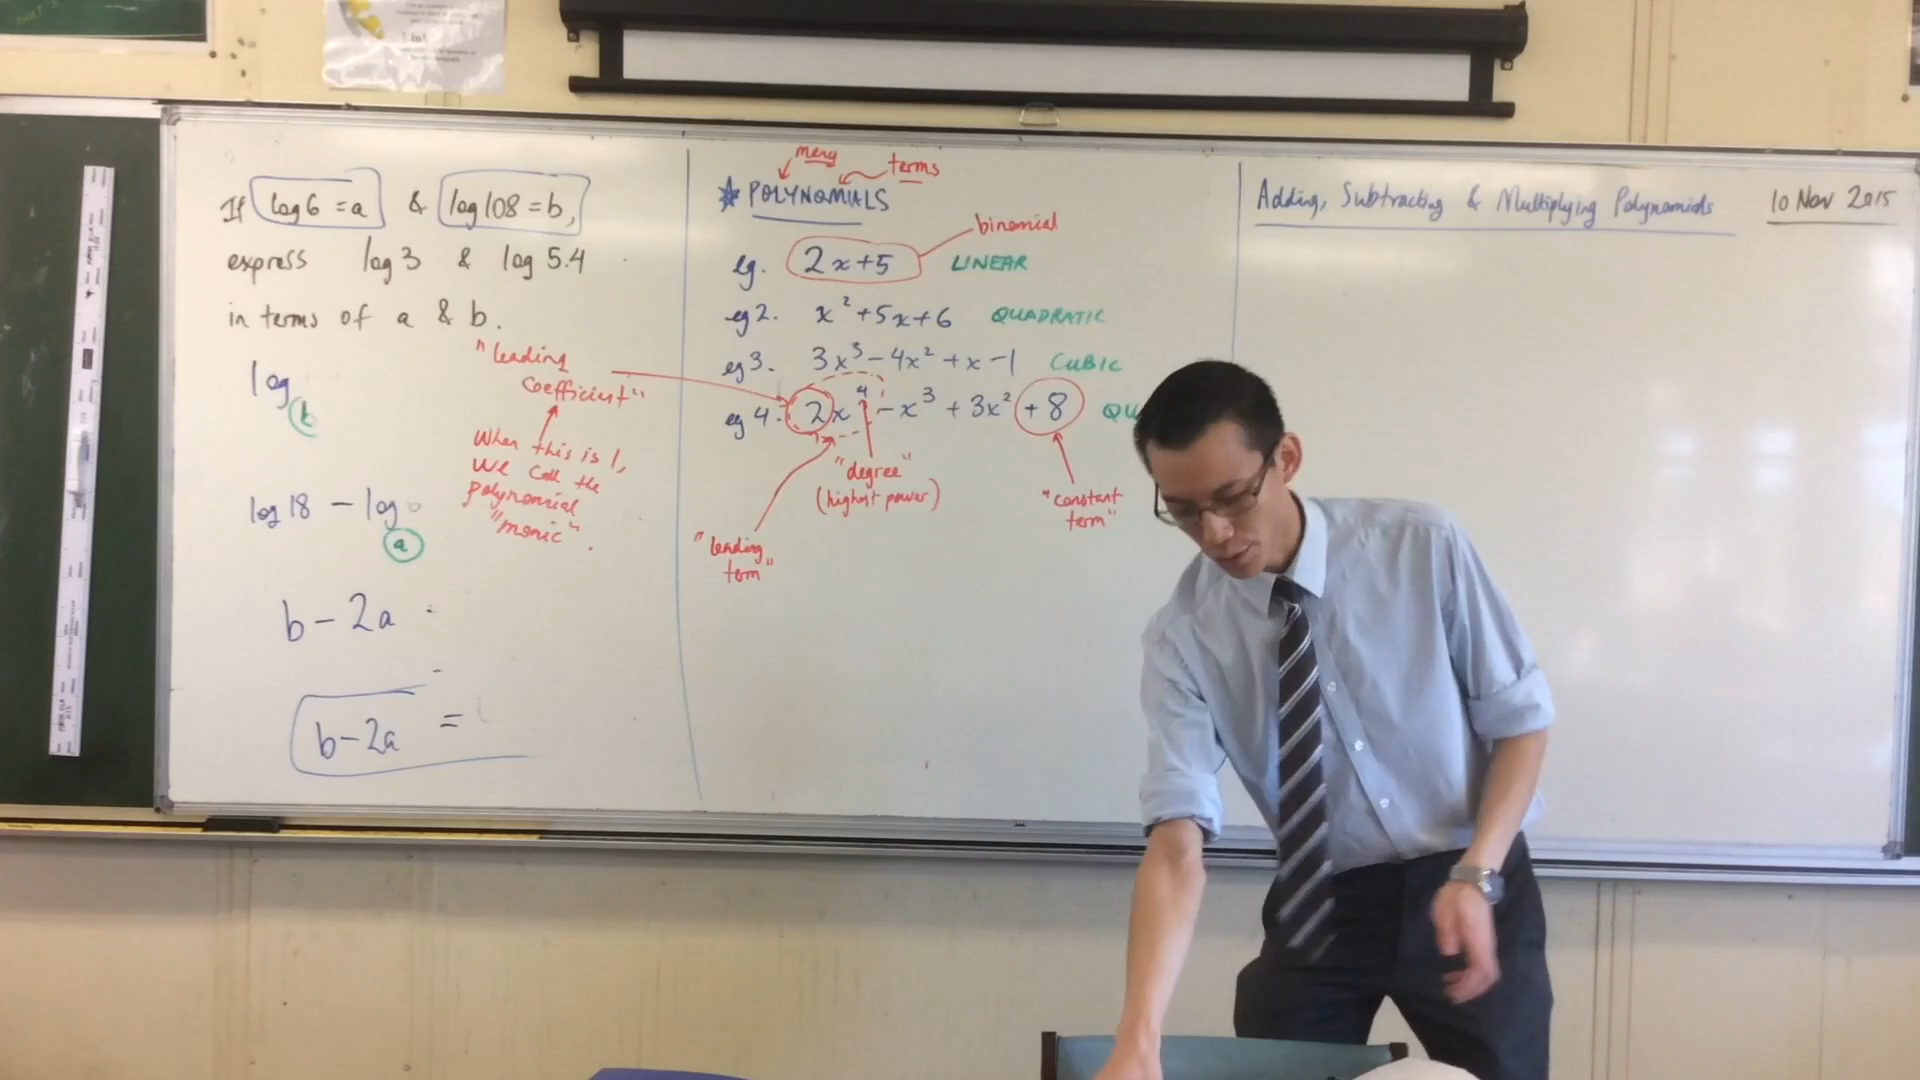 If log 6 = a & log 108 = b,
express log 3 & log 5.4
in terms of a & b.
log
b
log 18 - log
a
b - 2a
b - 2a =
"leading
coefficient"
When this is 1,
we call the
polynomial
"monic".
many
terms
POLYNOMIALS
binomial
eg. 2x+5 LINEAR
eg 2. x² + 5x + 6 QUADRATIC
eg 3. 3x³ - 4x² + x - 1 CUBIC
eg 4. 2x⁴ - x³ + 3x² + 8 QU
"degree"
(highest power)
"constant
term"
"leading
term"
Adding, Subtracting & Multiplying Polynomials 10 Nov 2015